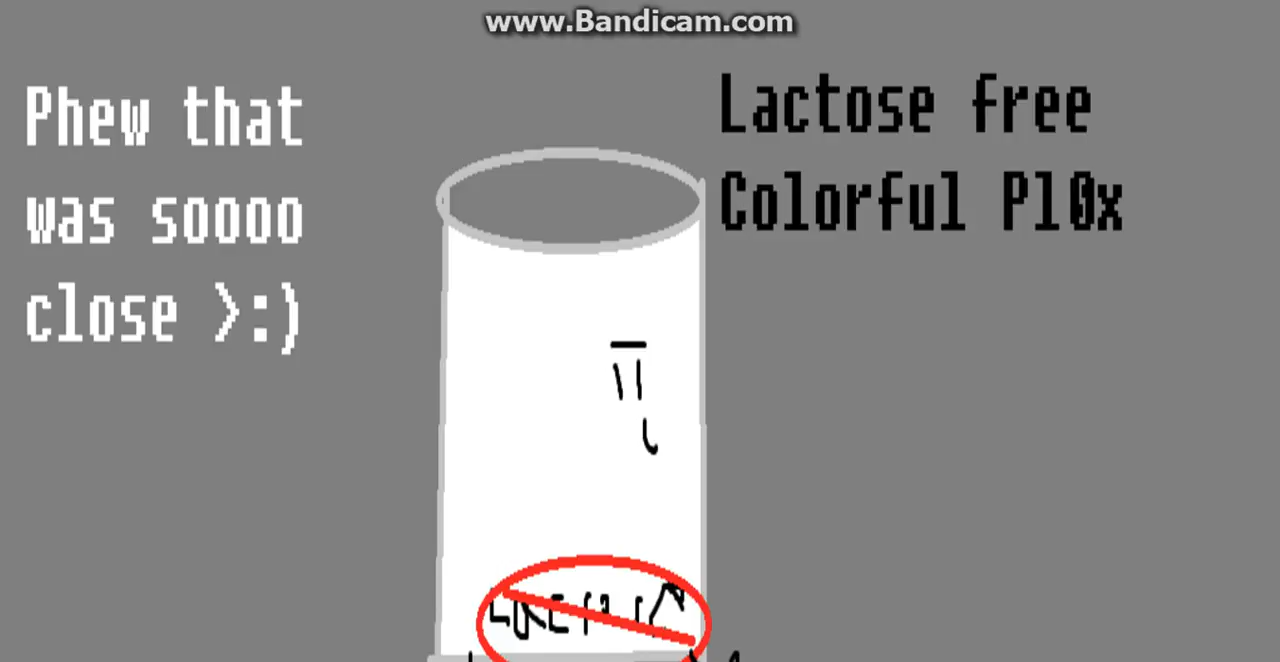 www.Bandicam.com
Phew that
was soooo
close >:)
Lactose free
Colorful Pl0x